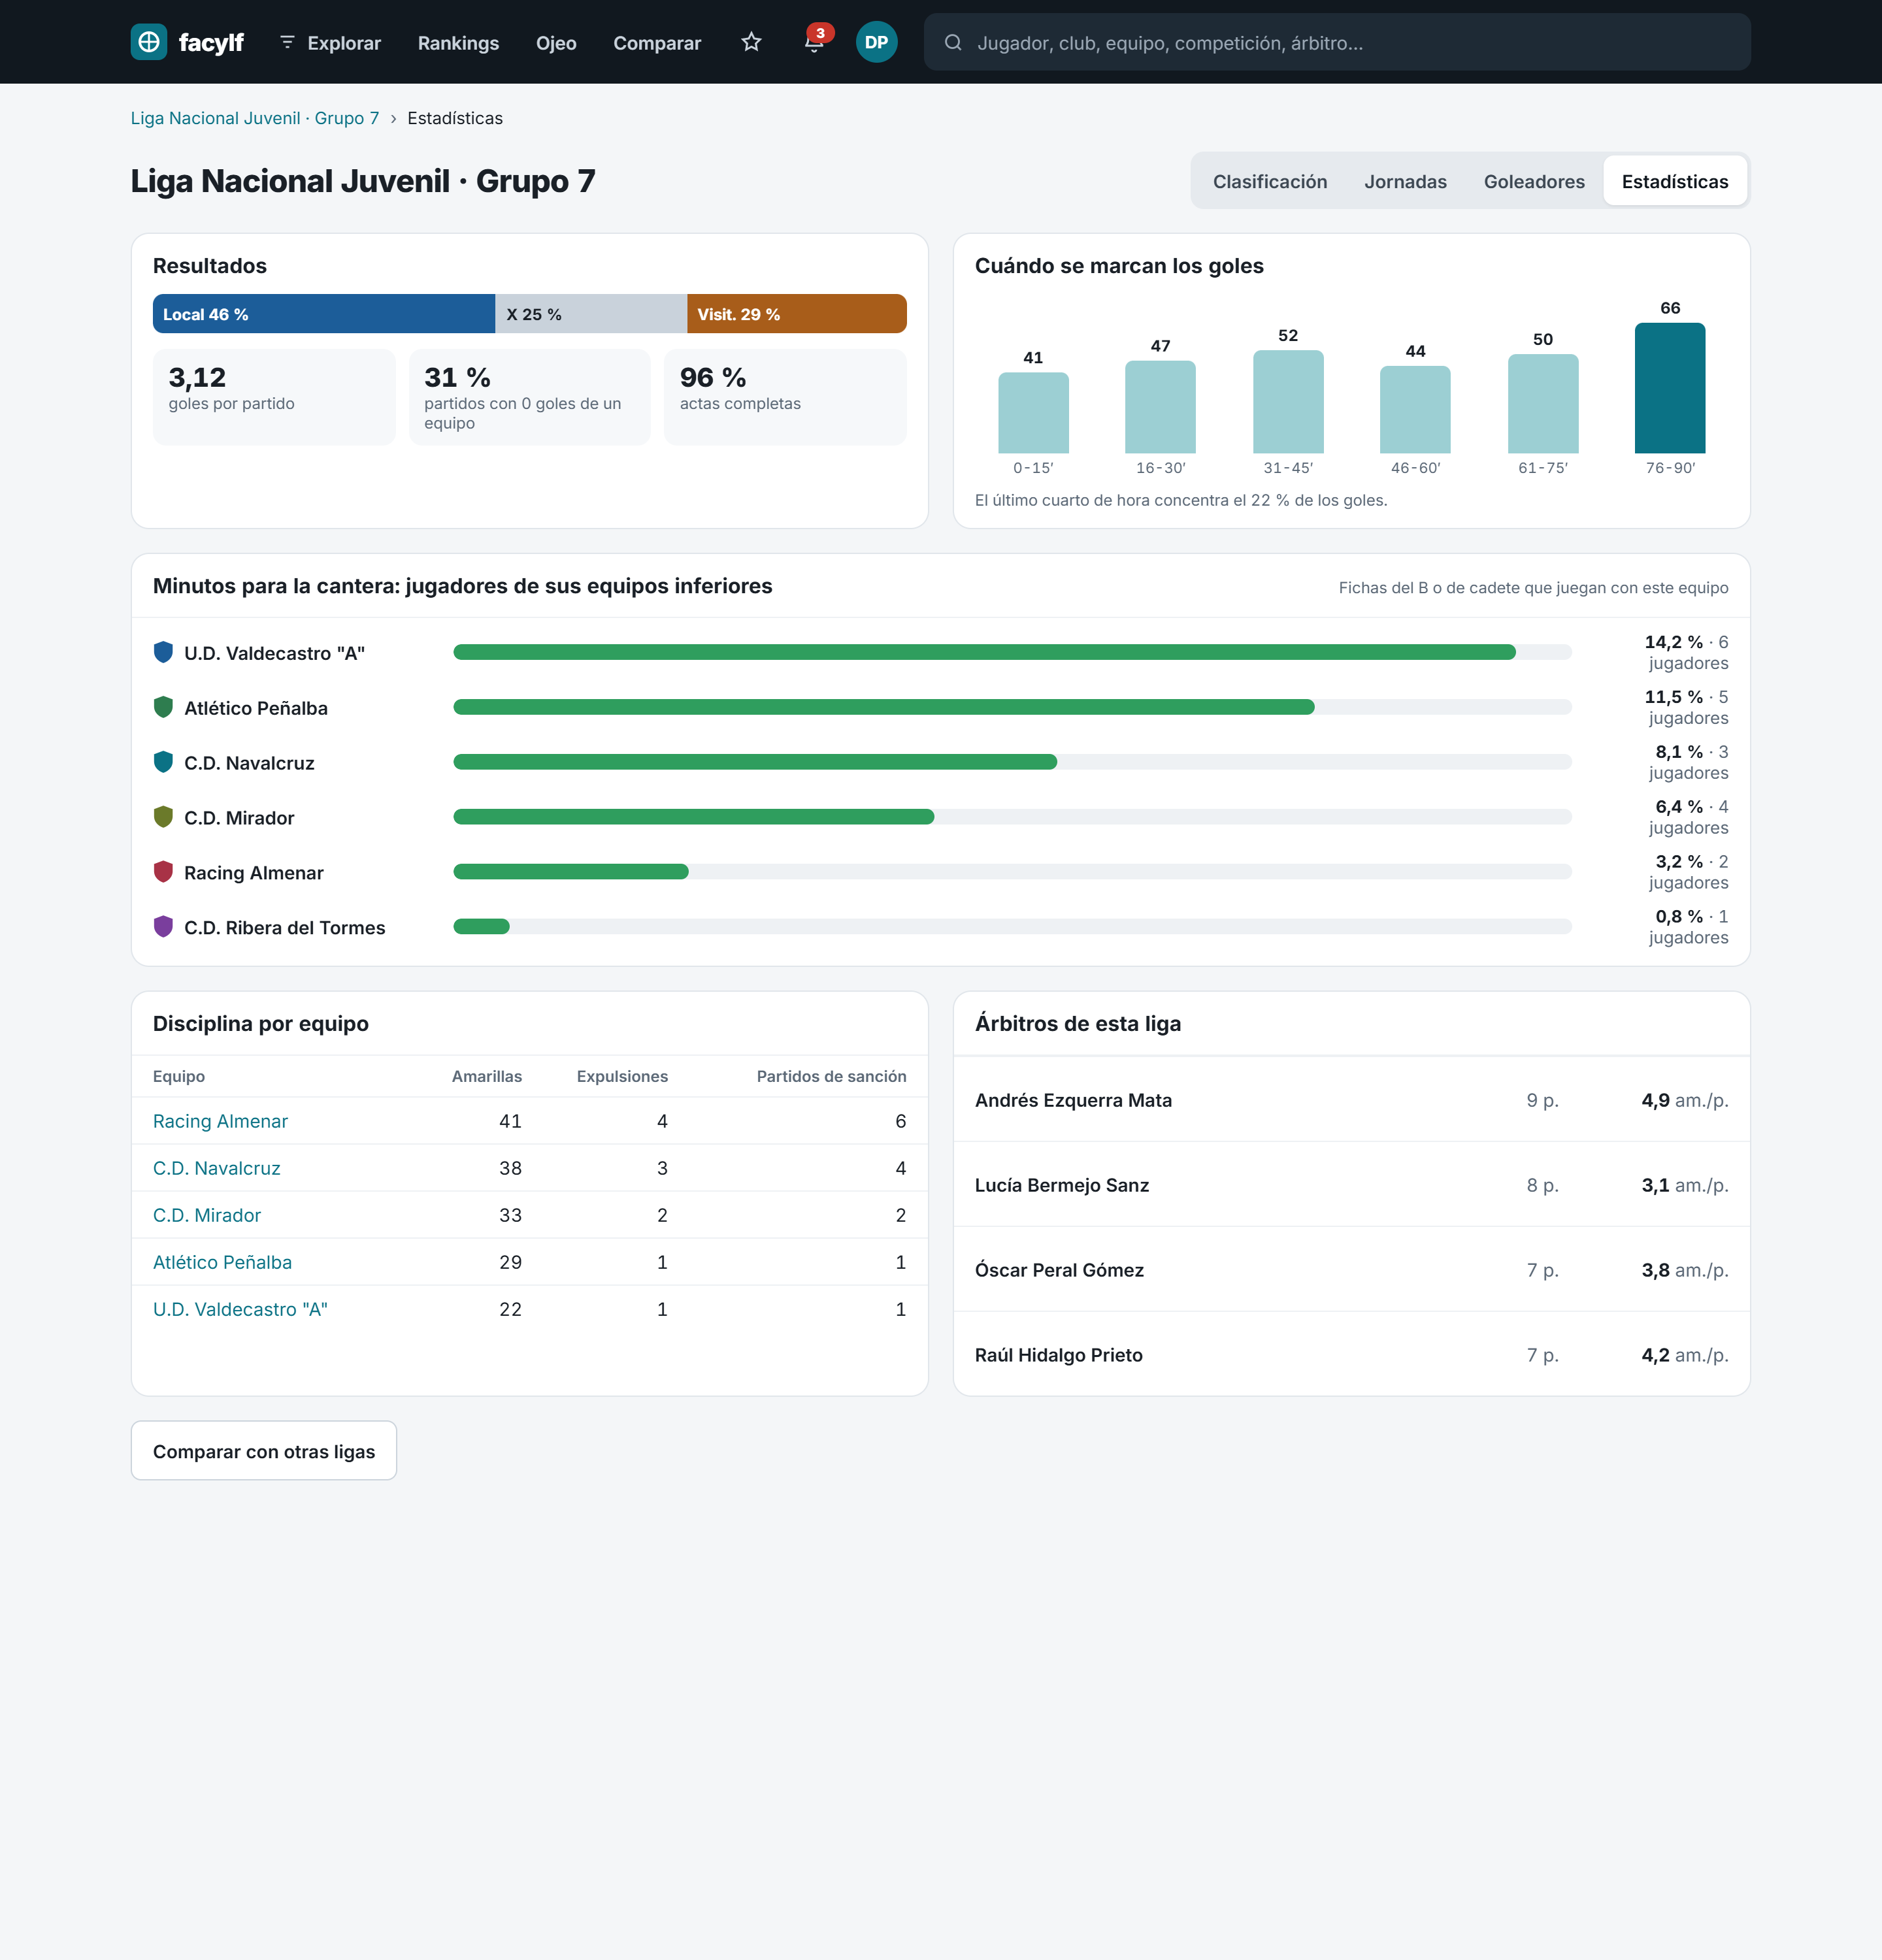 facylf
Explorar
Rankings
Ojeo
Comparar
3
DP
Jugador, club, equipo, competición, árbitro...
Liga Nacional Juvenil · Grupo 7 › Estadísticas
Liga Nacional Juvenil · Grupo 7
Clasificación
Jornadas
Goleadores
Estadísticas
Resultados
Local 46 %
X 25 %
Visit. 29 %
3,12
goles por partido
31 %
partidos con 0 goles de un
equipo
96 %
actas completas
Cuándo se marcan los goles
41
47
52
44
50
66
0-15′
16-30′
31-45′
46-60′
61-75′
76-90′
El último cuarto de hora concentra el 22 % de los goles.
Minutos para la cantera: jugadores de sus equipos inferiores
Fichas del B o de cadete que juegan con este equipo
U.D. Valdecastro "A"
14,2 % · 6
jugadores
Atlético Peñalba
11,5 % · 5
jugadores
C.D. Navalcruz
8,1 % · 3
jugadores
C.D. Mirador
6,4 % · 4
jugadores
Racing Almenar
3,2 % · 2
jugadores
C.D. Ribera del Tormes
0,8 % · 1
jugadores
Disciplina por equipo
Equipo Amarillas Expulsiones Partidos de sanción
Racing Almenar 41 4 6
C.D. Navalcruz 38 3 4
C.D. Mirador 33 2 2
Atlético Peñalba 29 1 1
U.D. Valdecastro "A" 22 1 1
Árbitros de esta liga
Andrés Ezquerra Mata 9 p. 4,9 am./p.
Lucía Bermejo Sanz 8 p. 3,1 am./p.
Óscar Peral Gómez 7 p. 3,8 am./p.
Raúl Hidalgo Prieto 7 p. 4,2 am./p.
Comparar con otras ligas